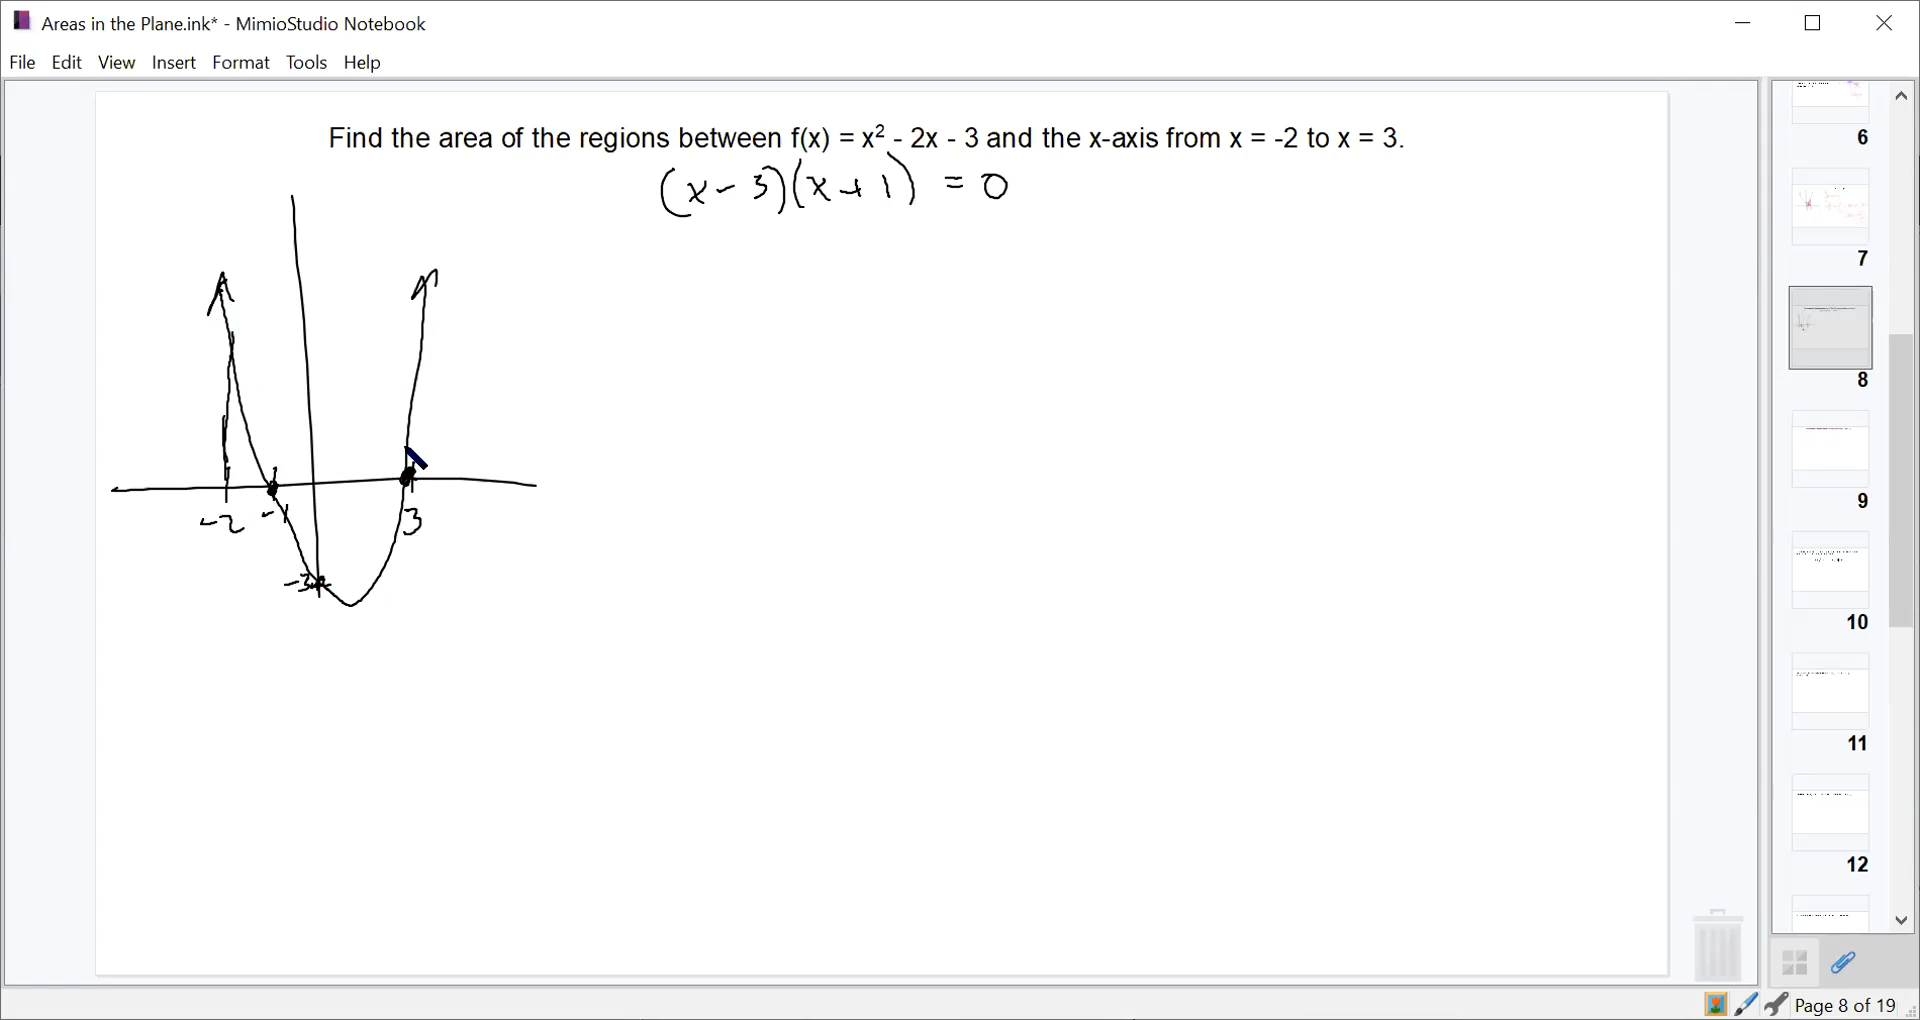 Areas in the Plane.ink* - MimioStudio Notebook
File Edit View Insert Format Tools Help
Find the area of the regions between f(x) = x² - 2x - 3 and the x-axis from x = -2 to x = 3.
(x - 3)(x + 1) = 0
-2 -1 3
-3
6
7
8
9
10
11
12
Page 8 of 19